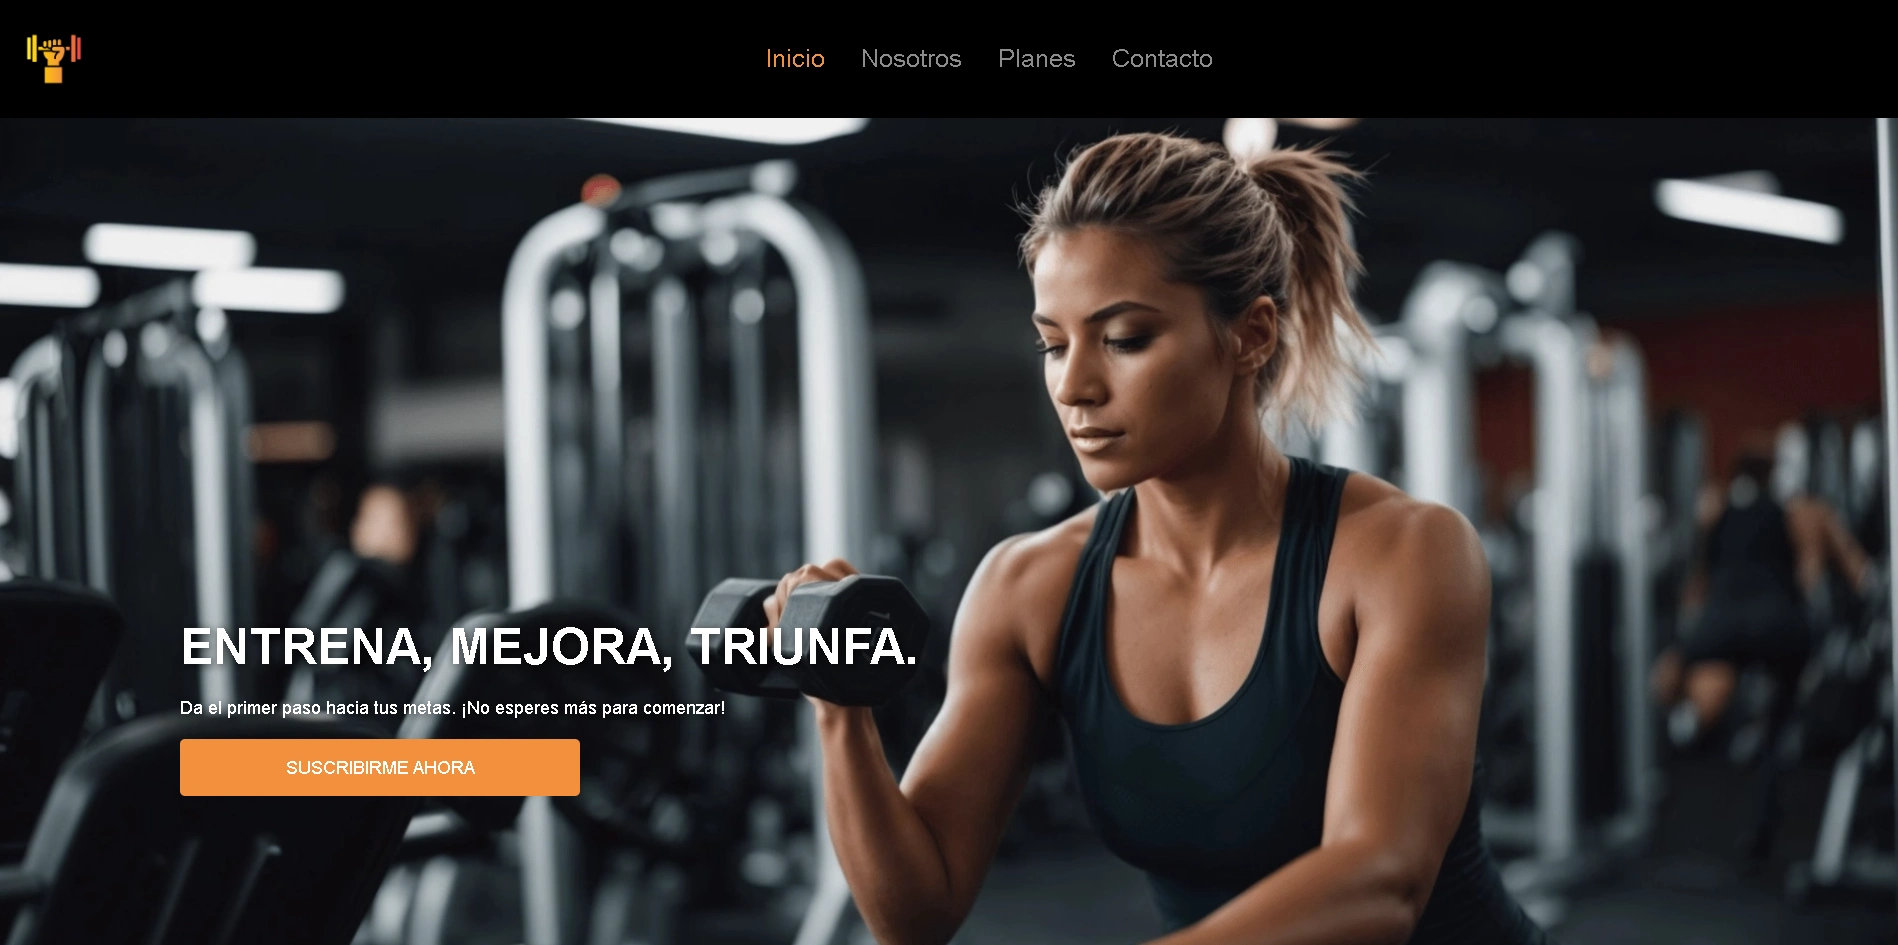 Inicio Nosotros Planes Contacto
ENTRENA, MEJORA, TRIUNFA.
Da el primer paso hacia tus metas. ¡No esperes más para comenzar!
SUSCRIBIRME AHORA